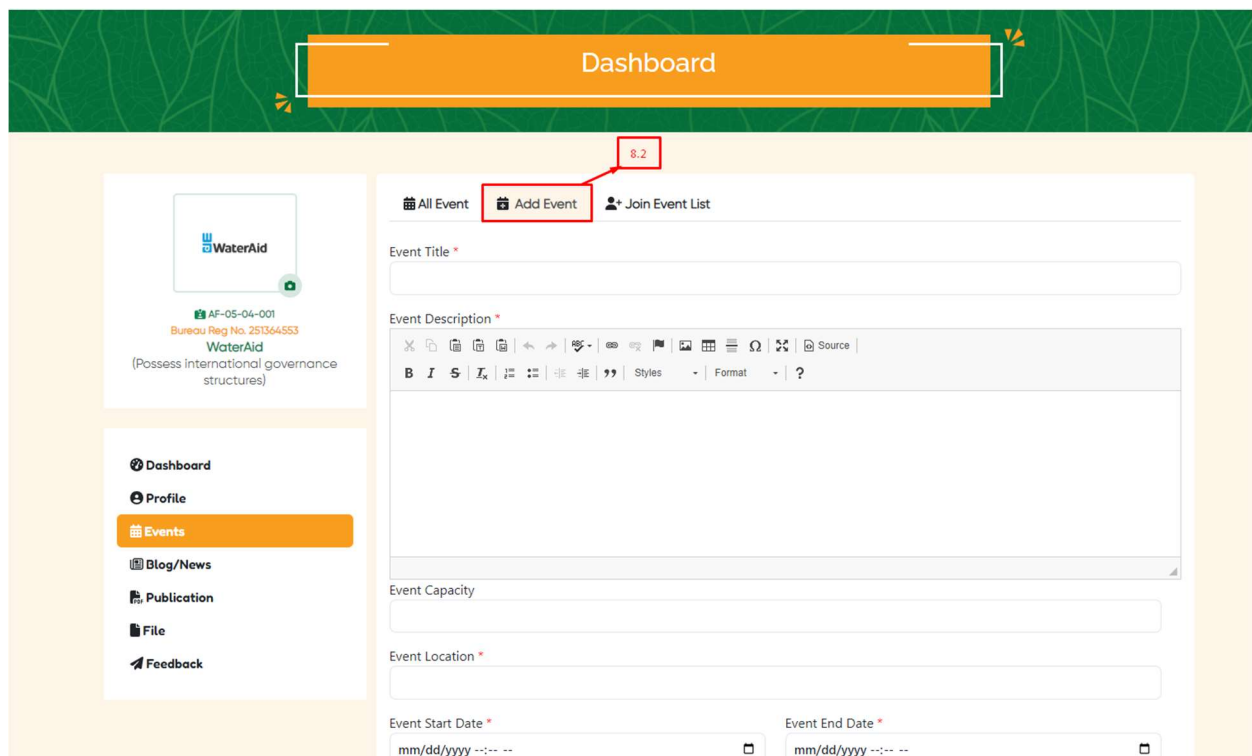 Dashboard
8.2
WaterAid
AF-05-04-001
Bureau Reg No. 251364553
WaterAid
(Possess international governance
structures)
Dashboard
Profile
Events
Blog/News
Publication
File
Feedback
All Event Add Event Join Event List
Event Title *
Event Description *
Source
B I S Tx Styles Format ?
Event Capacity
Event Location *
Event Start Date * Event End Date *
mm/dd/yyyy --:-- -- mm/dd/yyyy --:-- --